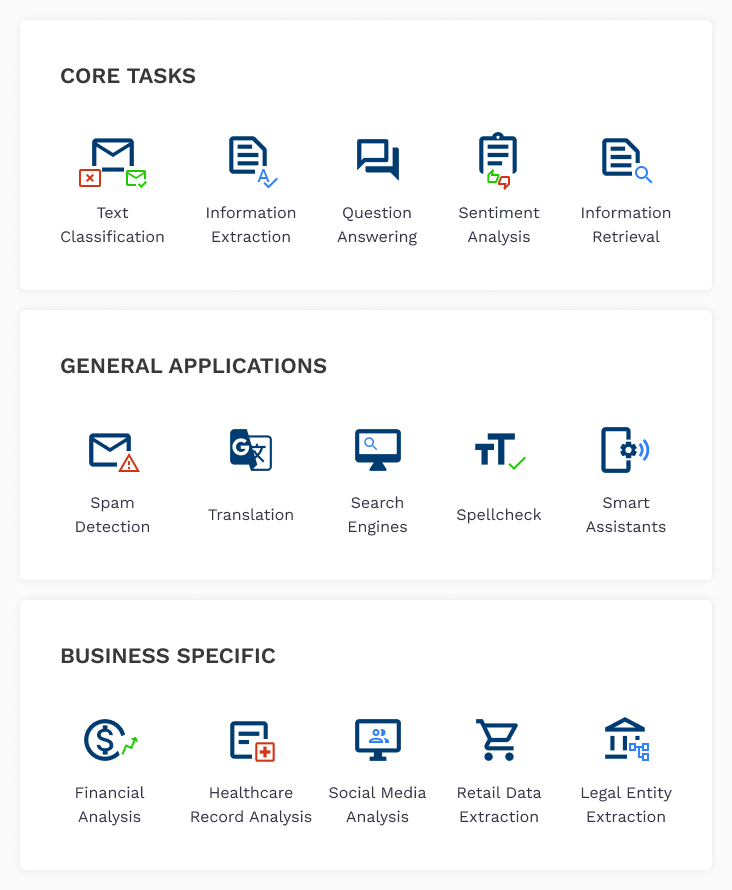 CORE TASKS
Text
Classification
Information
Extraction
Question
Answering
Sentiment
Analysis
Information
Retrieval
GENERAL APPLICATIONS
Spam
Detection
Translation
Search
Engines
Spellcheck
Smart
Assistants
BUSINESS SPECIFIC
Financial
Analysis
Healthcare
Record Analysis
Social Media
Analysis
Retail Data
Extraction
Legal Entity
Extraction